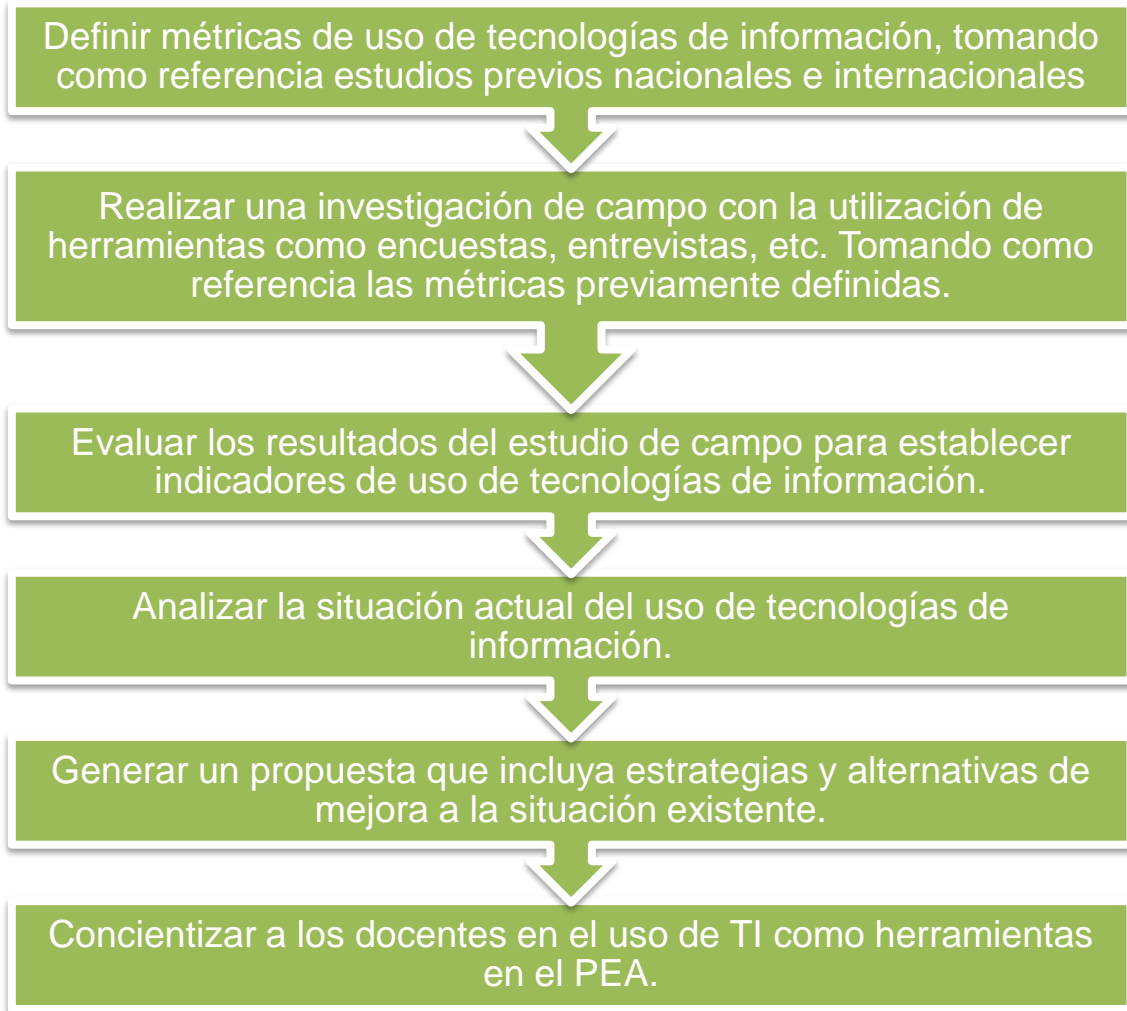 Definir métricas de uso de tecnologías de información, tomando
como referencia estudios previos nacionales e internacionales
Realizar una investigación de campo con la utilización de
herramientas como encuestas, entrevistas, etc. Tomando como
referencia las métricas previamente definidas.
Evaluar los resultados del estudio de campo para establecer
indicadores de uso de tecnologías de información.
Analizar la situación actual del uso de tecnologías de
información.
Generar un propuesta que incluya estrategias y alternativas de
mejora a la situación existente.
Concientizar a los docentes en el uso de TI como herramientas
en el PEA.